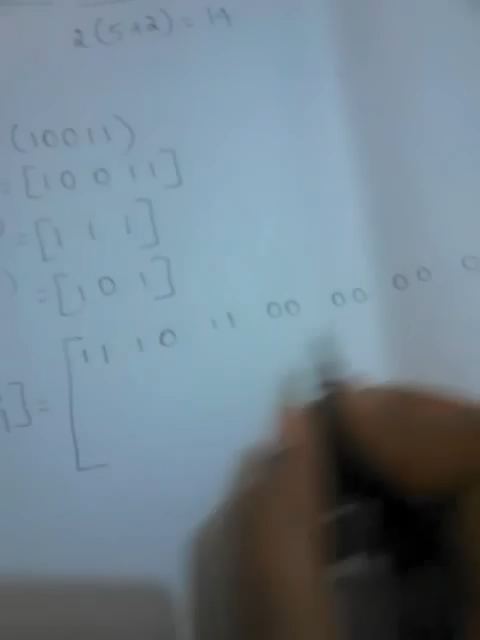 2(5+2) = 14
(10011)
= [1 0 0 1 1]
= [1 1 1]
) = [1 0 1]
] = [11 10 11 00 00 00 0